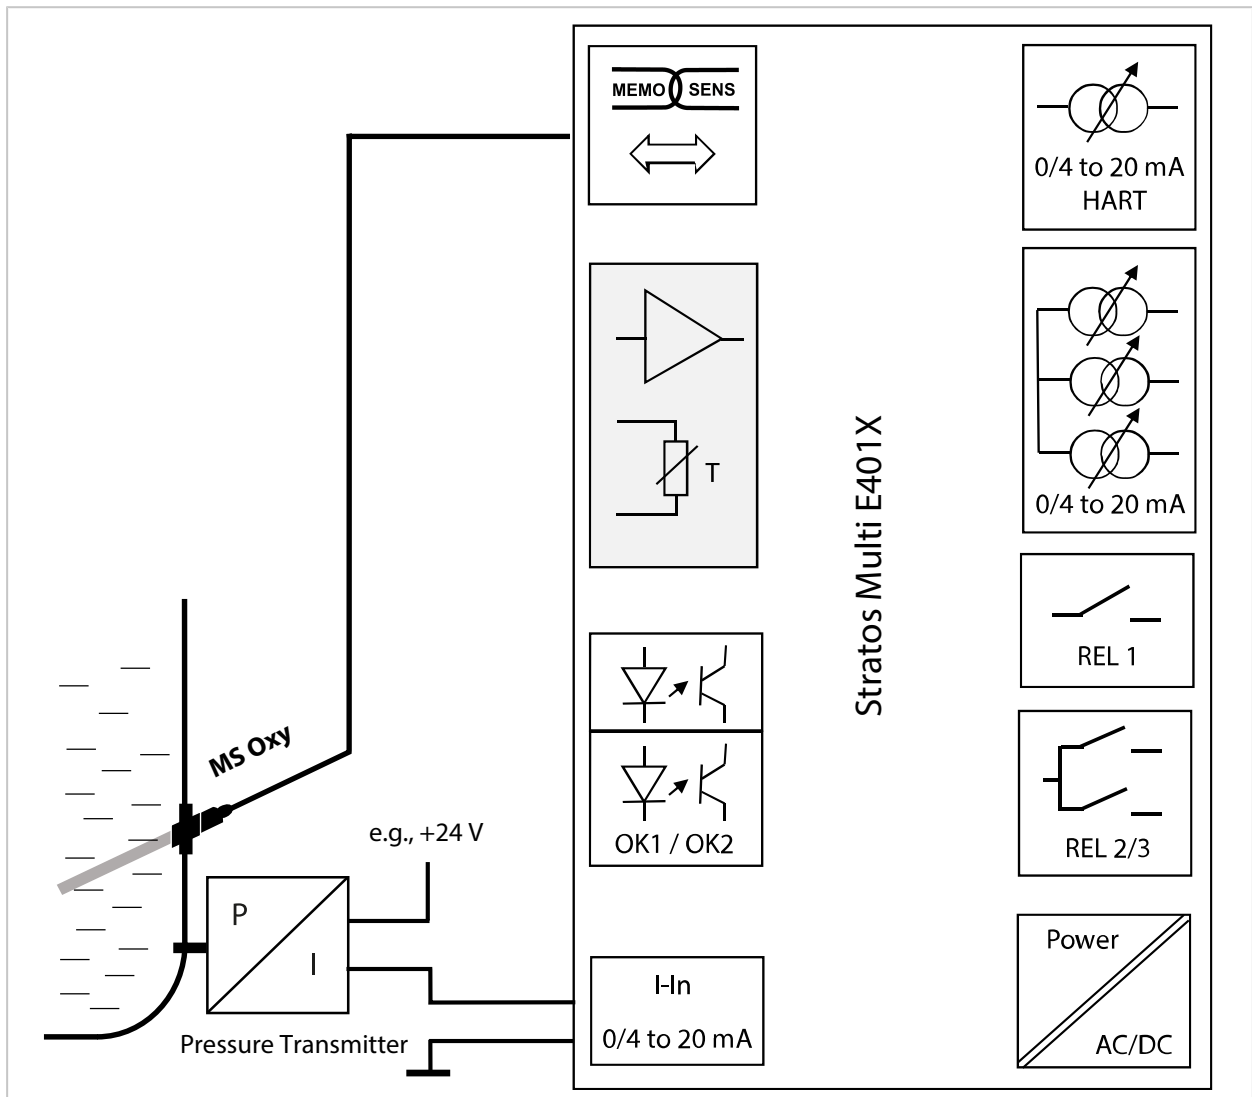 MEMO SENS
0/4 to 20 mA
HART
T
0/4 to 20 mA
Stratos Multi E401X
REL 1
MS Oxy
e.g., +24 V
OK1 / OK2
REL 2/3
P
I
Power
I-In
0/4 to 20 mA
AC/DC
Pressure Transmitter